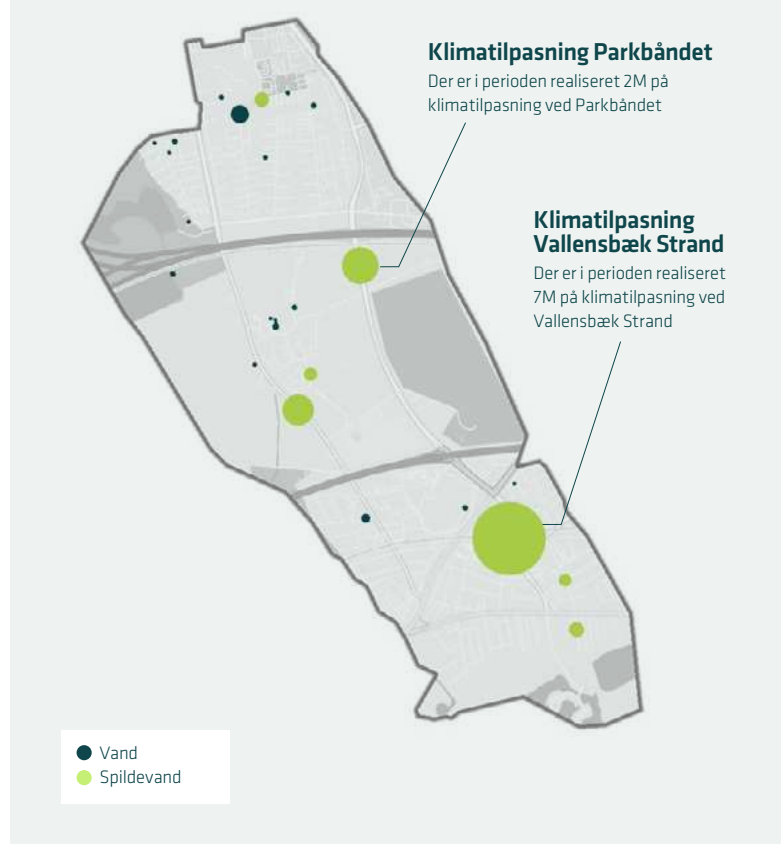 Klimatilpasning Parkbåndet
Der er i perioden realiseret 2M på
klimatilpasning ved Parkbåndet
Klimatilpasning
Vallensbæk Strand
Der er i perioden realiseret
7M på klimatilpasning ved
Vallensbæk Strand
Vand
Spildevand